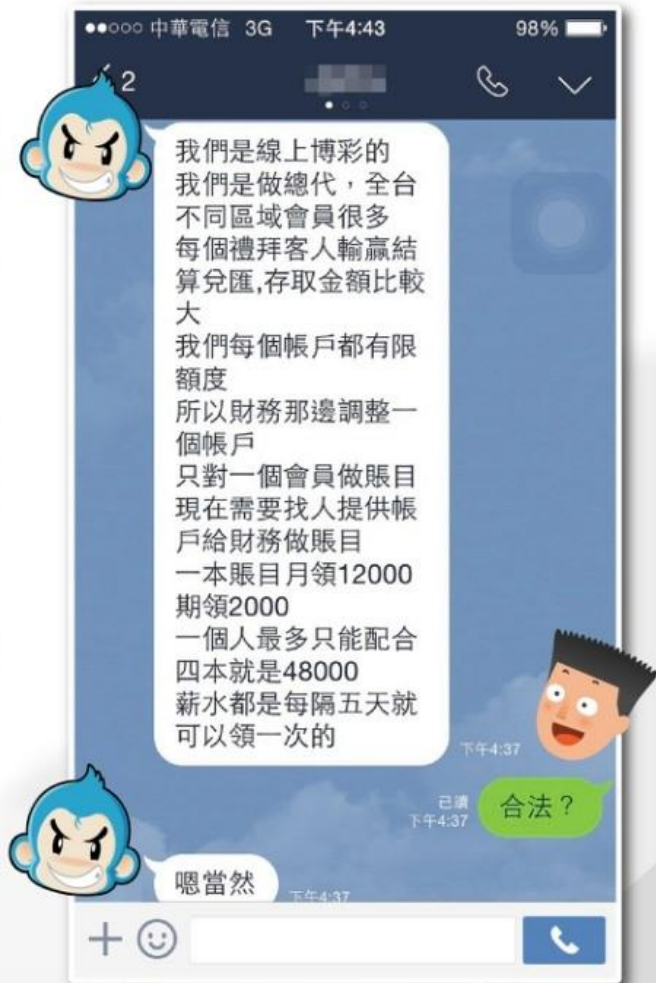 中華電信 3G 下午4:43 98%
2
我們是線上博彩的
我們是做總代，全台
不同區域會員很多
每個禮拜客人輸贏結
算兌匯,存取金額比較
大
我們每個帳戶都有限
額度
所以財務那邊調整一
個帳戶
只對一個會員做賬目
現在需要找人提供帳
戶給財務做賬目
一本賬目月領12000
期領2000
一個人最多只能配合
四本就是48000
薪水都是每隔五天就
可以領一次的
下午4:37
合法？
已讀
下午4:37
嗯當然
下午4:37